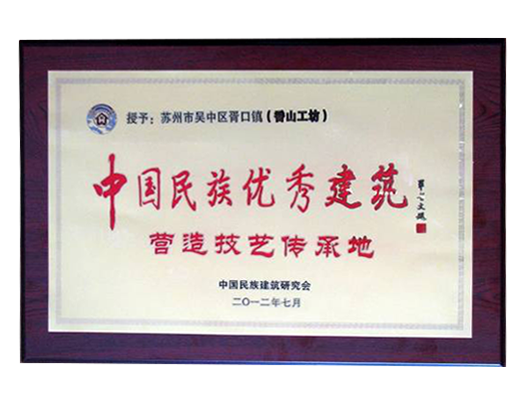 授予：苏州市吴中区胥口镇（香山工坊）
中国民族优秀建筑
营造技艺传承地
中国民族建筑研究会
二〇一二年七月